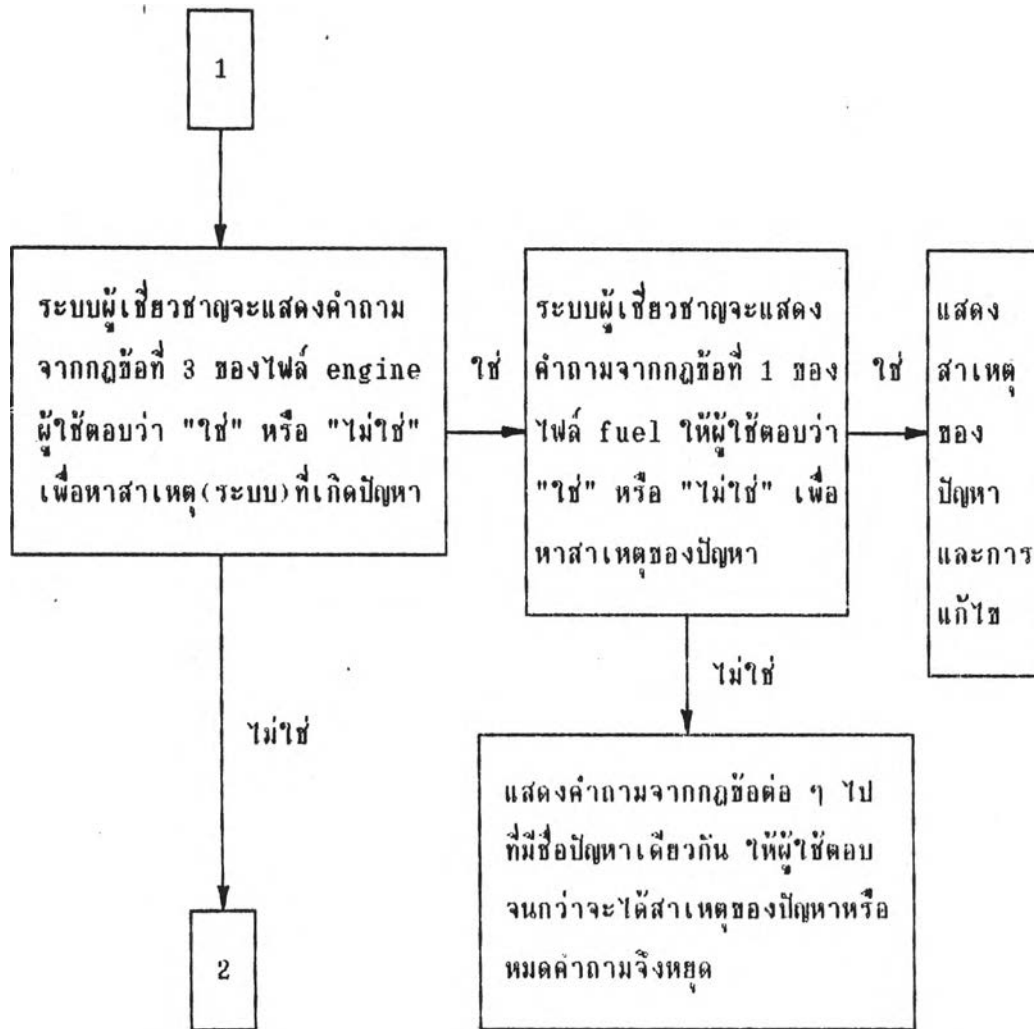 1
ระบบผู้เชี่ยวชาญจะแสดงคำถาม
จากกฎข้อที่ 3 ของไฟล์ engine
ผู้ใช้ตอบว่า "ใช่" หรือ "ไม่ใช่"
เพื่อหาสาเหตุ(ระบบ)ที่เกิดปัญหา
ใช่
ระบบผู้เชี่ยวชาญจะแสดง
คำถามจากกฎข้อที่ 1 ของ
ไฟล์ fuel ให้ผู้ใช้ตอบว่า
"ใช่" หรือ "ไม่ใช่" เพื่อ
หาสาเหตุของปัญหา
ใช่
แสดง
สาเหตุ
ของ
ปัญหา
และการ
แก้ไข
ไม่ใช่
ไม่ใช่
แสดงคำถามจากกฎข้อต่อ ๆ ไป
ที่มีชื่อปัญหาเดียวกัน ให้ผู้ใช้ตอบ
จนกว่าจะได้สาเหตุของปัญหาหรือ
หมดคำถามจึงหยุด
2